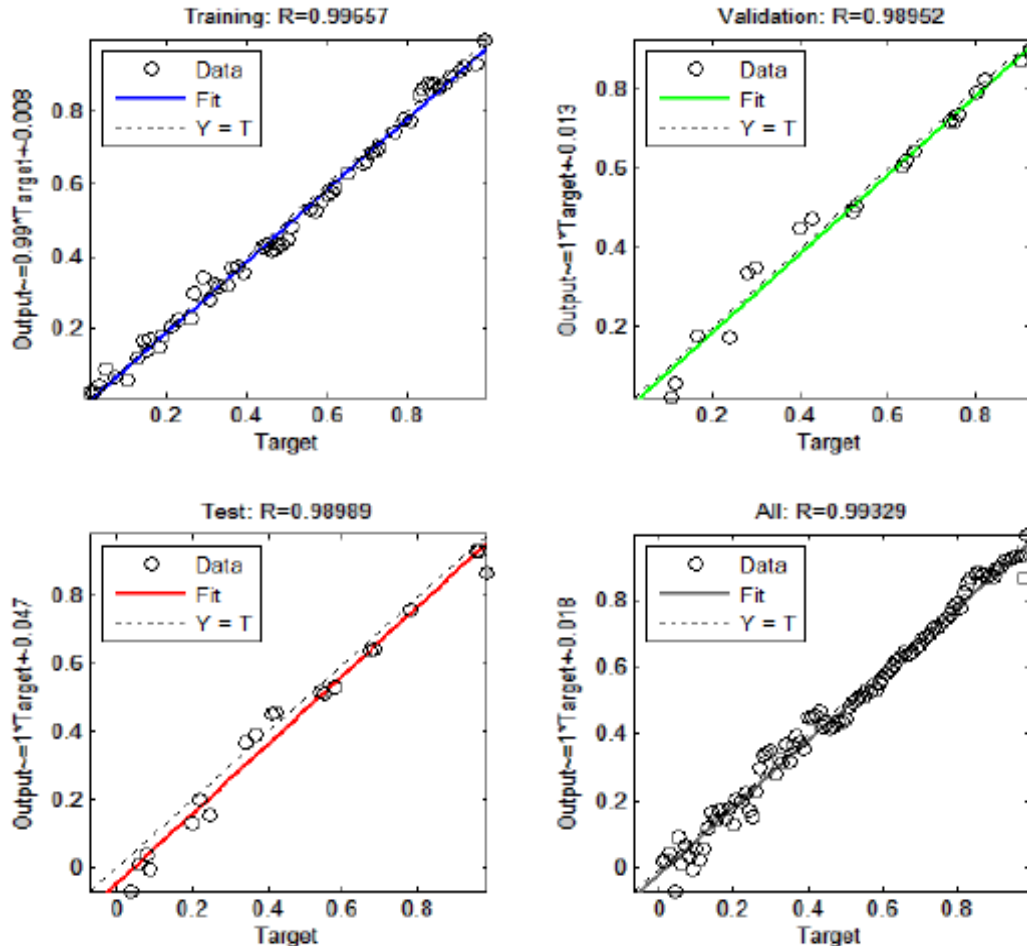 Training: R=0.99657
Output~=0.99*Target+-0.008
Data
Fit
Y = T
0.8
0.6
0.4
0.2
0.2 0.4 0.6 0.8
Target
Validation: R=0.98952
Output~=1*Target+-0.013
Data
Fit
Y = T
0.8
0.6
0.4
0.2
0.2 0.4 0.6 0.8
Target
Test: R=0.98989
Output~=1*Target+-0.047
Data
Fit
Y = T
0.8
0.6
0.4
0.2
0
0 0.2 0.4 0.6 0.8
Target
All: R=0.99329
Output~=1*Target+-0.018
Data
Fit
Y = T
0.8
0.6
0.4
0.2
0
0 0.2 0.4 0.6 0.8
Target